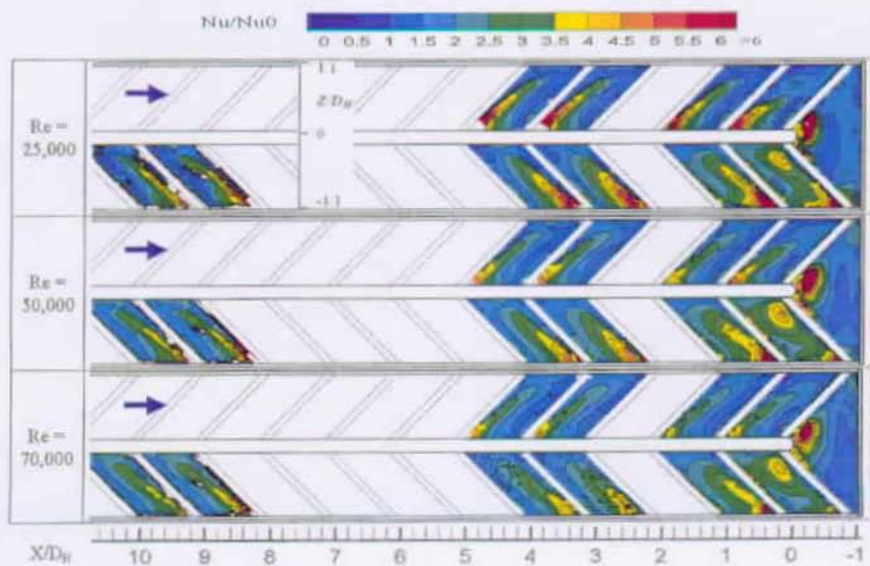 Nu/Nu0
0 0.5 1 1.5 2 2.5 3 3.5 4 4.5 5 5.5 6 >6
Re =
25,000
1.1
Z/DH
0
-1.1
Re =
50,000
Re =
70,000
X/DH 10 9 8 7 6 5 4 3 2 1 0 -1